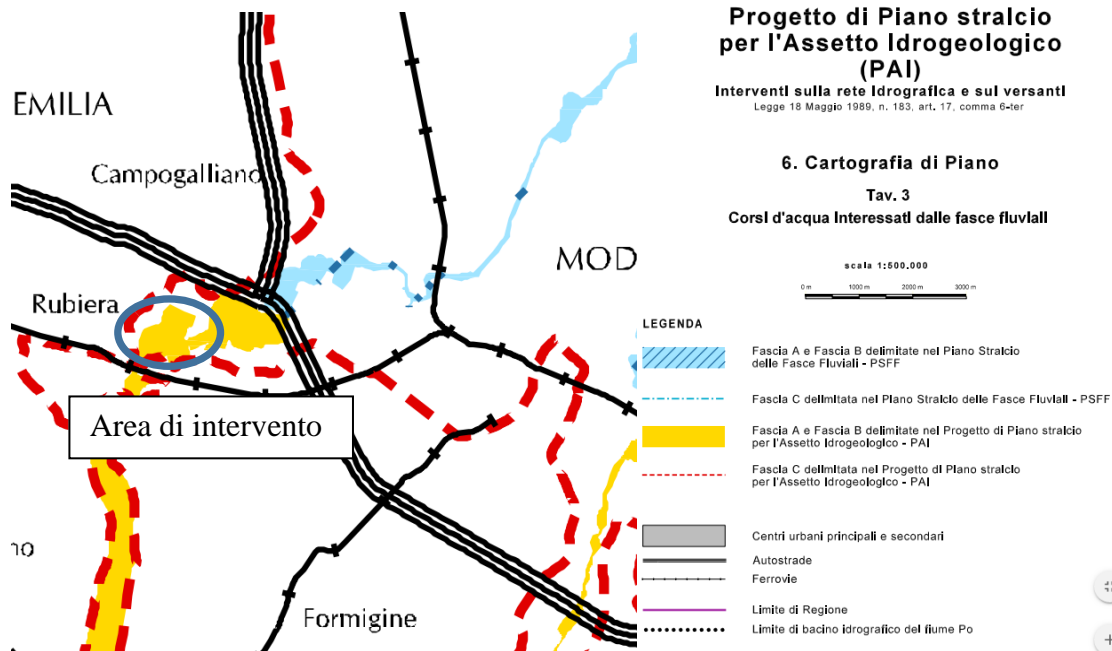 EMILIA
Campogalliano
Rubiera
MOD
Area di intervento
no
Formigine
Progetto di Piano stralcio
per l'Assetto Idrogeologico
(PAI)
Interventi sulla rete Idrografica e sui versanti
Legge 18 Maggio 1989, n. 183, art. 17, comma 6-ter
6. Cartografia di Piano
Tav. 3
Corsi d'acqua Interessati dalle fasce fluviali
scala 1:500.000
0 m 1000 m 2000 m 3000 m
LEGENDA
Fascia A e Fascia B delimitate nel Piano Stralcio
delle Fasce Fluviali - PSFF
Fascia C delimitata nel Piano Stralcio delle Fasce Fluviali - PSFF
Fascia A e Fascia B delimitate nel Progetto di Piano stralcio
per l'Assetto Idrogeologico - PAI
Fascia C delimitata nel Progetto di Piano stralcio
per l'Assetto Idrogeologico - PAI
Centri urbani principali e secondari
Autostrade
Ferrovie
Limite di Regione
Limite di bacino idrografico del fiume Po